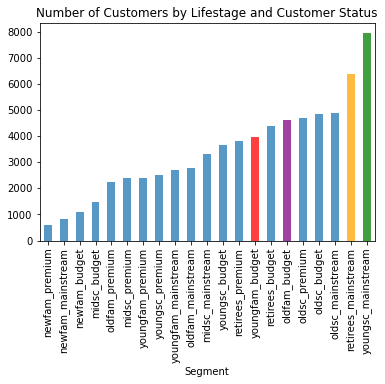 Number of Customers by Lifestage and Customer Status
8000
7000
6000
5000
4000
3000
2000
1000
0
newfam_premium
newfam_mainstream
newfam_budget
midsc_budget
oldfam_premium
midsc_premium
youngfam_premium
youngsc_premium
youngfam_mainstream
oldfam_mainstream
midsc_mainstream
youngsc_budget
retirees_premium
youngfam_budget
retirees_budget
oldfam_budget
oldsc_premium
oldsc_budget
oldsc_mainstream
retirees_mainstream
youngsc_mainstream
Segment